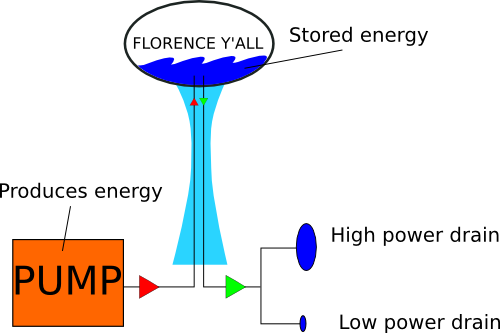 Stored energy
FLORENCE Y'ALL
Produces energy
PUMP
High power drain
Low power drain